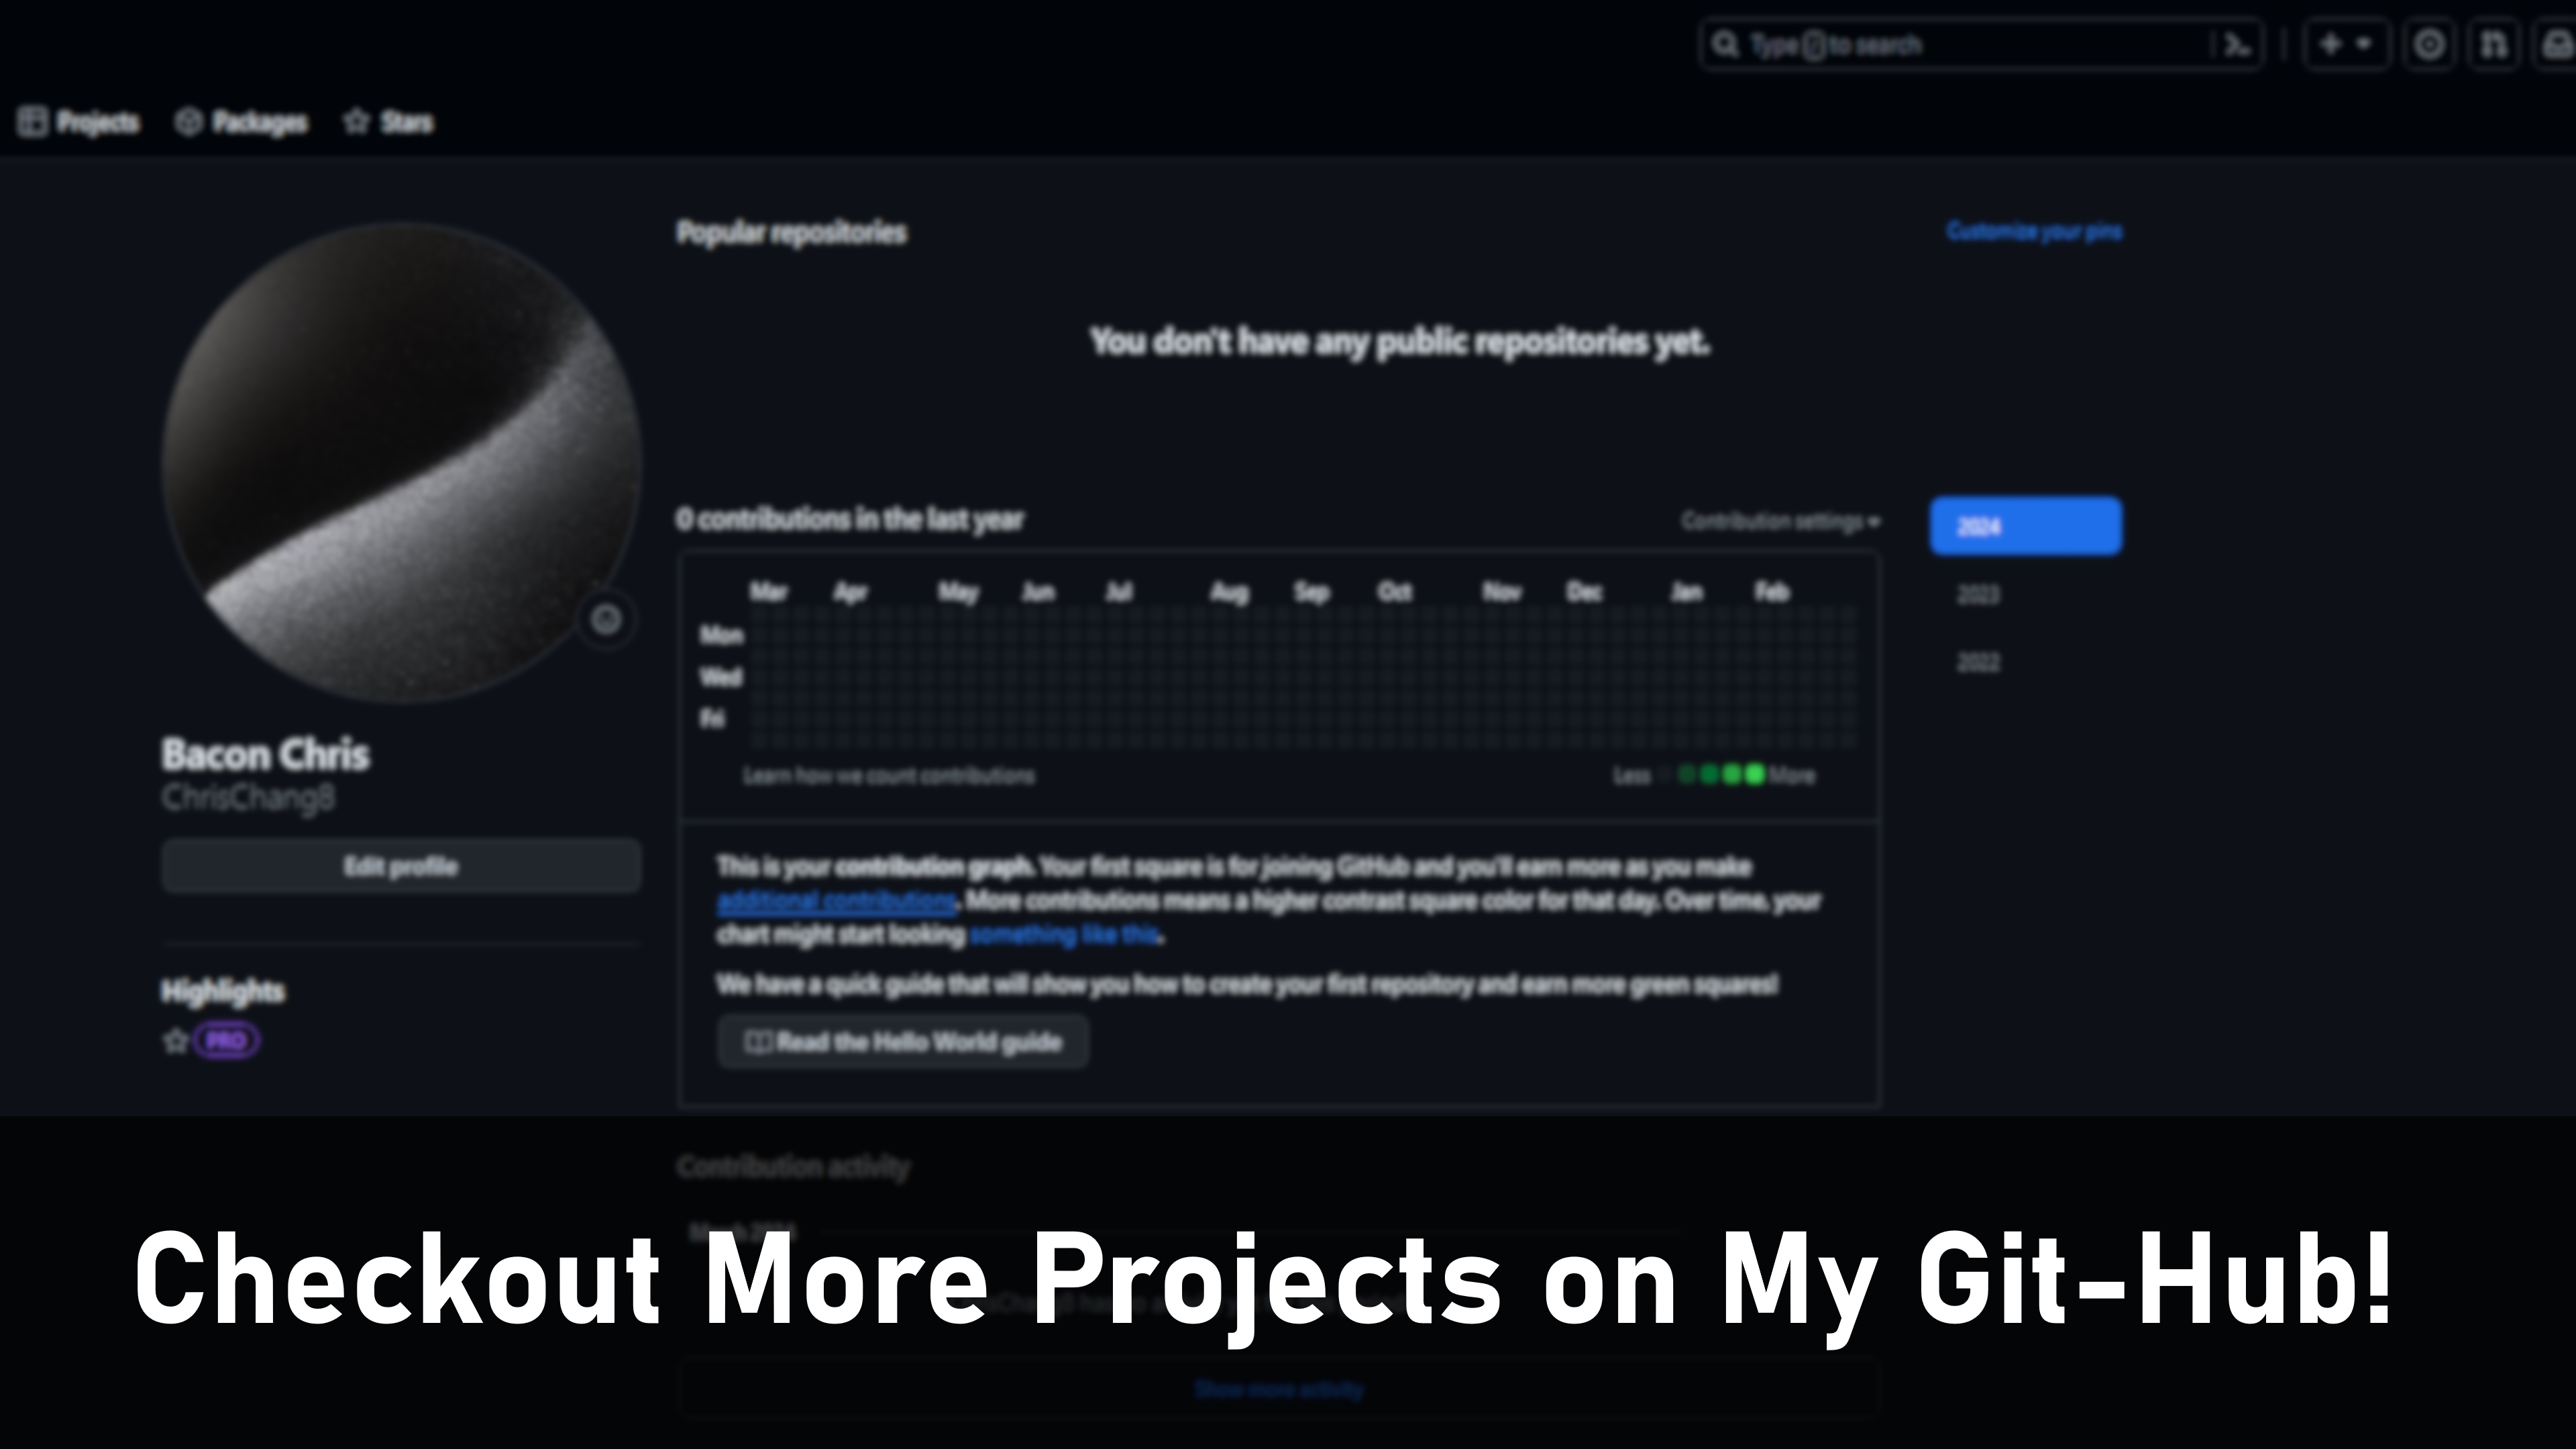 Type / to search
Projects Packages Stars
Popular repositories
Customize your pins
You don't have any public repositories yet.
0 contributions in the last year
Contribution settings
2024
2023
2022
Mar Apr May Jun Jul Aug Sep Oct Nov Dec Jan Feb
Mon
Wed
Fri
Learn how we count contributions
Less More
Bacon Chris
ChrisChang8
Edit profile
Highlights
PRO
This is your contribution graph. Your first square is for joining GitHub and you'll earn more as you make
additional contributions. More contributions means a higher contrast square color for that day. Over time, your
chart might start looking something like this.
We have a quick guide that will show you how to create your first repository and earn more green squares!
Read the Hello World guide
Contribution activity
March 2024
Checkout More Projects on My Git-Hub!
Show more activity